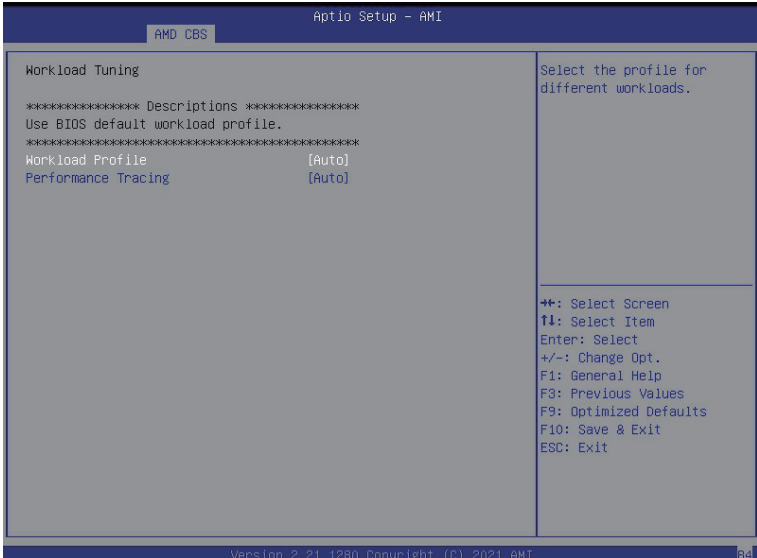 Aptio Setup – AMI
AMD CBS
Workload Tuning
**************** Descriptions ****************
Use BIOS default workload profile.
***********************************************
Workload Profile [Auto]
Performance Tracing [Auto]
Select the profile for
different workloads.
→←: Select Screen
↑↓: Select Item
Enter: Select
+/-: Change Opt.
F1: General Help
F3: Previous Values
F9: Optimized Defaults
F10: Save & Exit
ESC: Exit
Version 2.21.1280 Copyright (C) 2021 AMI
B4